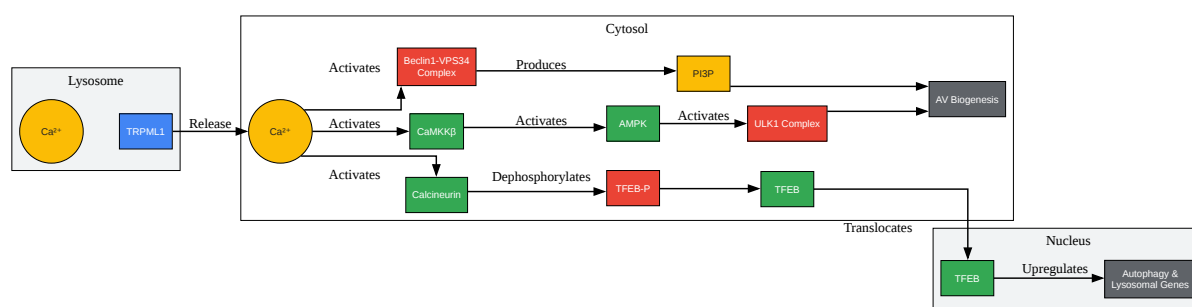 Cytosol
Lysosome
Ca²⁺
TRPML1
Release
Ca²⁺
Activates
Beclin1-VPS34
Complex
Produces
PI3P
AV Biogenesis
Activates
CaMKKβ
Activates
AMPK
Activates
ULK1 Complex
Activates
Calcineurin
Dephosphorylates
TFEB-P
TFEB
Translocates
Nucleus
TFEB
Upregulates
Autophagy &
Lysosomal Genes